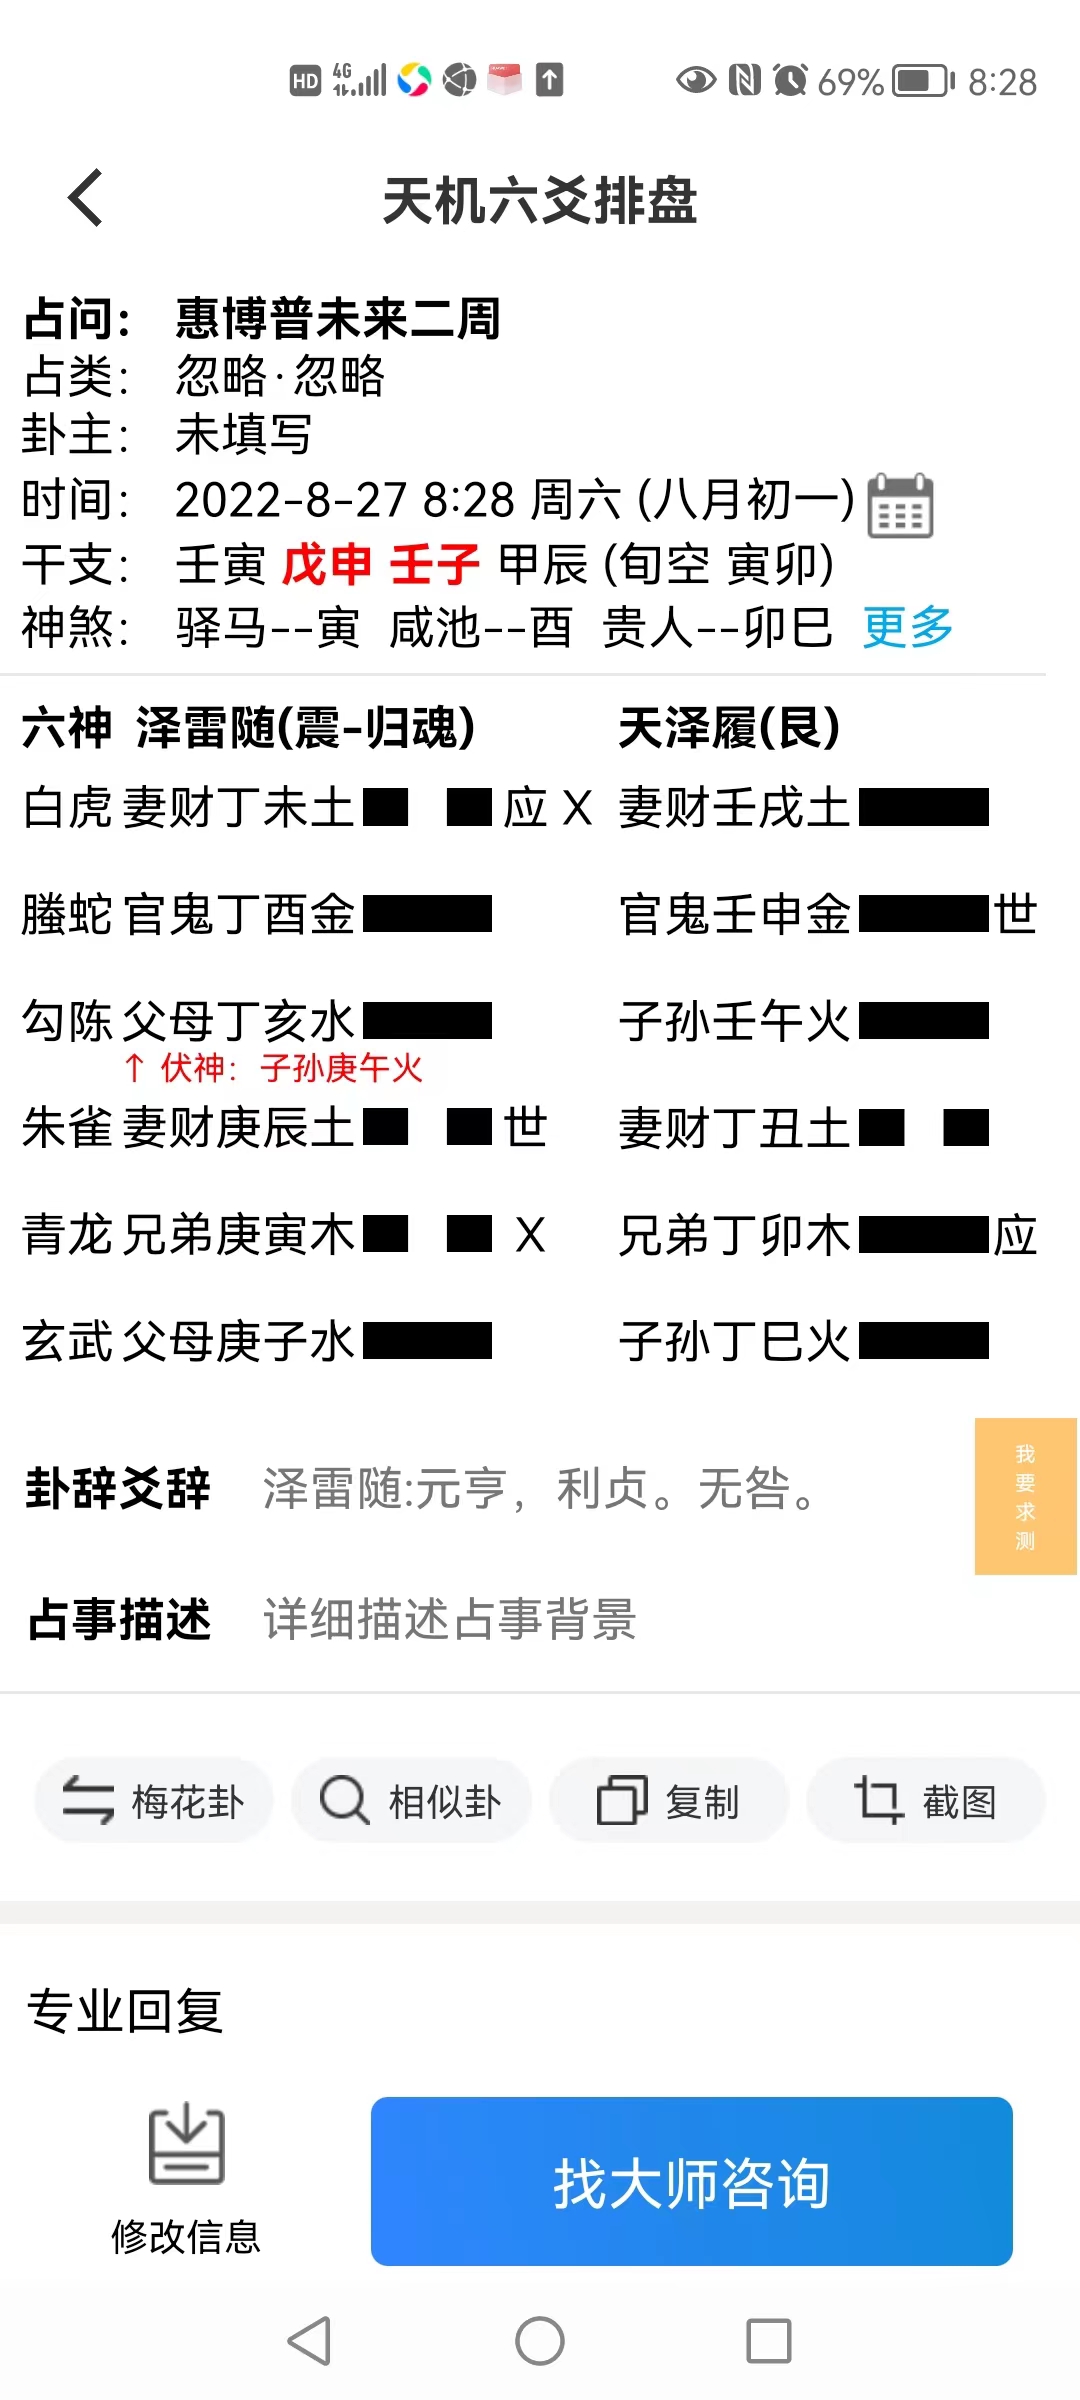 HD 4G 69% 8:28
天机六爻排盘
占问： 惠博普未来二周
占类： 忽略·忽略
卦主： 未填写
时间： 2022-8-27 8:28 周六 (八月初一)
干支： 壬寅 戊申 壬子 甲辰 (旬空 寅卯)
神煞： 驿马--寅 咸池--酉 贵人--卯巳 更多
六神 泽雷随(震-归魂) 天泽履(艮)
白虎 妻财丁未土 应 X 妻财壬戌土
螣蛇 官鬼丁酉金 官鬼壬申金 世
勾陈 父母丁亥水 子孙壬午火
↑ 伏神： 子孙庚午火
朱雀 妻财庚辰土 世 妻财丁丑土
青龙 兄弟庚寅木 X 兄弟丁卯木 应
玄武 父母庚子水 子孙丁巳火
我要求测
卦辞爻辞 泽雷随:元亨，利贞。无咎。
占事描述 详细描述占事背景
梅花卦 相似卦 复制 截图
专业回复
修改信息 找大师咨询